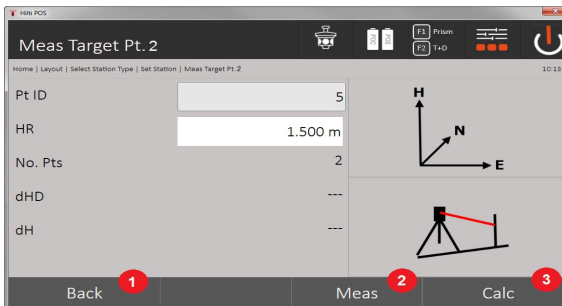 Hilti POS
Meas Target Pt. 2
POC
POS
F1 Prism
F2 T+D
Home | Layout | Select Station Type | Set Station | Meas Target Pt. 2
10:13
Pt ID 5
HR 1.500 m
No. Pts 2
dHD ---
dH ---
H
N
E
1
2
3
Back Meas Calc